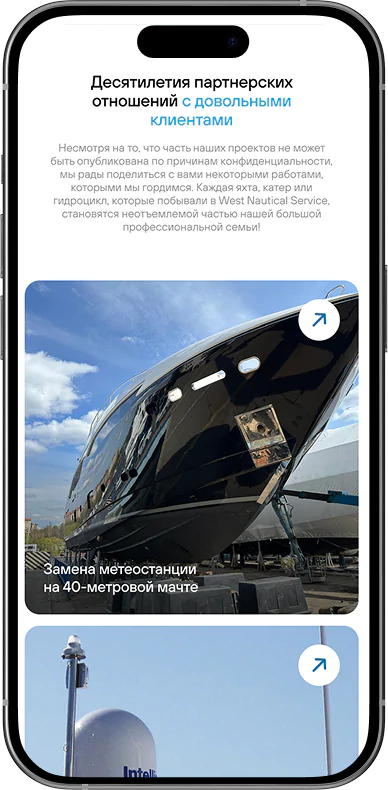 Десятилетия партнерских
отношений с довольными
клиентами
Несмотря на то, что часть наших проектов не может
быть опубликована по причинам конфиденциальности,
мы рады поделиться с вами некоторыми работами,
которыми мы гордимся. Каждая яхта, катер или
гидроцикл, которые побывали в West Nautical Service,
становятся неотъемлемой частью нашей большой
профессиональной семьи!
Замена метеостанции
на 40-метровой мачте
Intelli